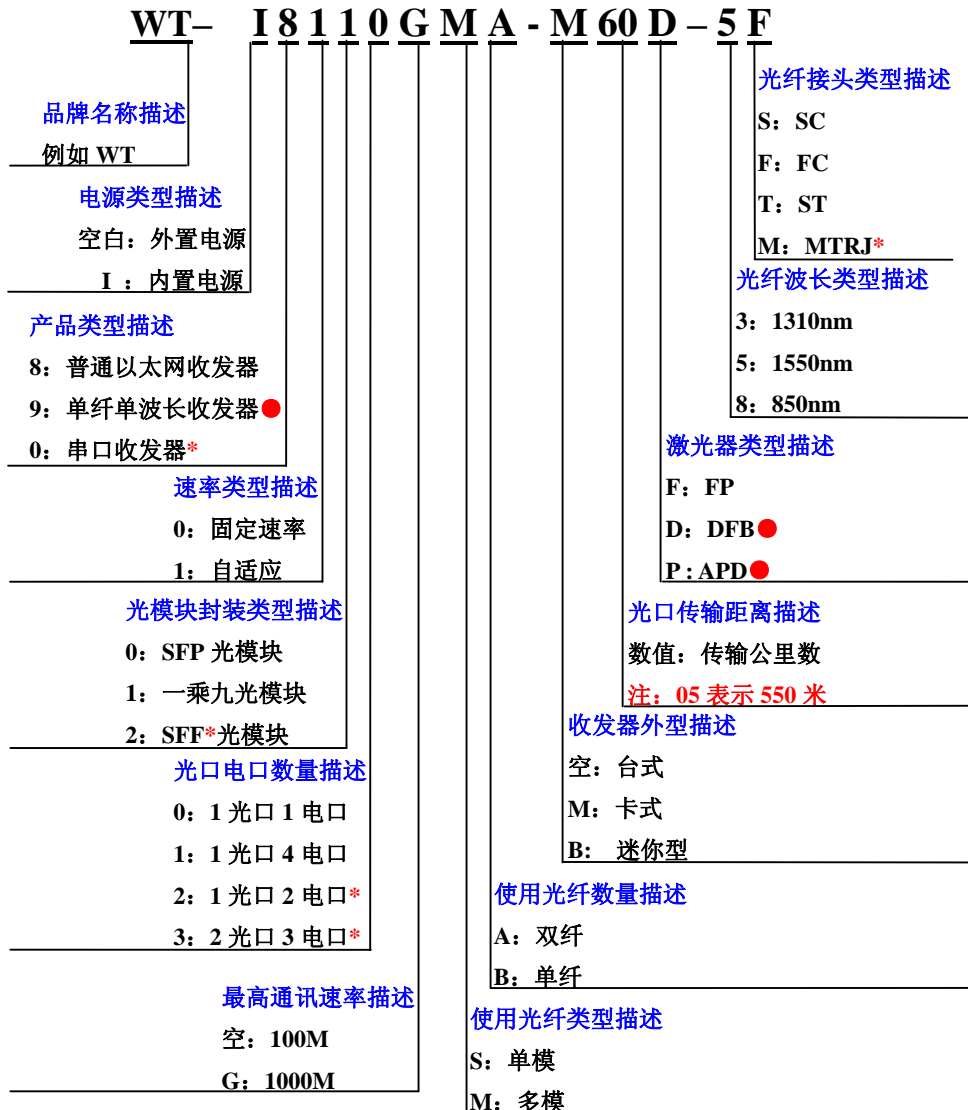 WT– I 8 1 1 0 G M A - M 60 D – 5 F
品牌名称描述
例如 WT
电源类型描述
空白：外置电源
I ：内置电源
产品类型描述
8：普通以太网收发器
9：单纤单波长收发器●
0：串口收发器*
速率类型描述
0：固定速率
1：自适应
光模块封装类型描述
0：SFP 光模块
1：一乘九光模块
2：SFF*光模块
光口电口数量描述
0：1 光口 1 电口
1：1 光口 4 电口
2：1 光口 2 电口*
3：2 光口 3 电口*
最高通讯速率描述
空：100M
G：1000M
光纤接头类型描述
S：SC
F：FC
T：ST
M：MTRJ*
光纤波长类型描述
3：1310nm
5：1550nm
8：850nm
激光器类型描述
F：FP
D：DFB●
P : APD●
光口传输距离描述
数值：传输公里数
注：05 表示 550 米
收发器外型描述
空：台式
M：卡式
B: 迷你型
使用光纤数量描述
A：双纤
B：单纤
使用光纤类型描述
S：单模
M：多模